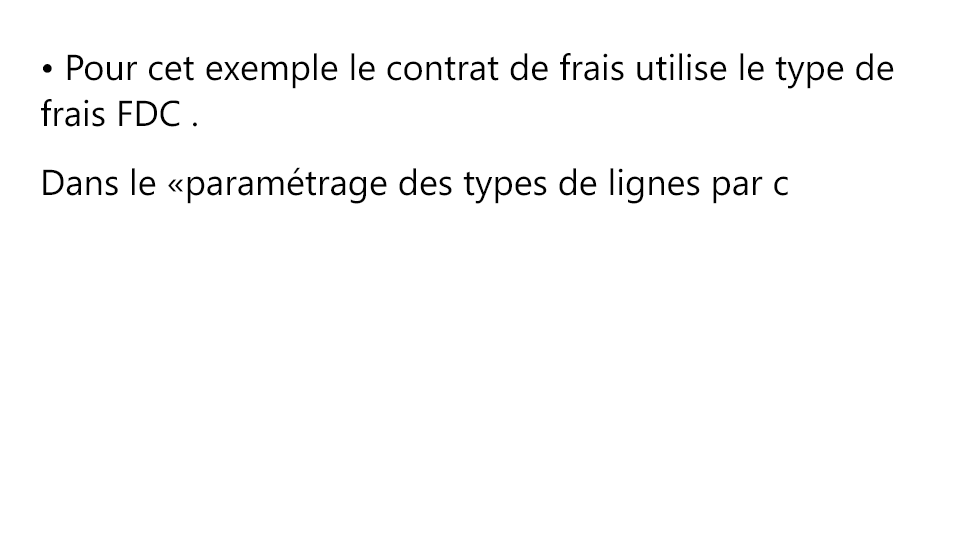 • Pour cet exemple le contrat de frais utilise le type de
frais FDC .
Dans le «paramétrage des types de lignes par c